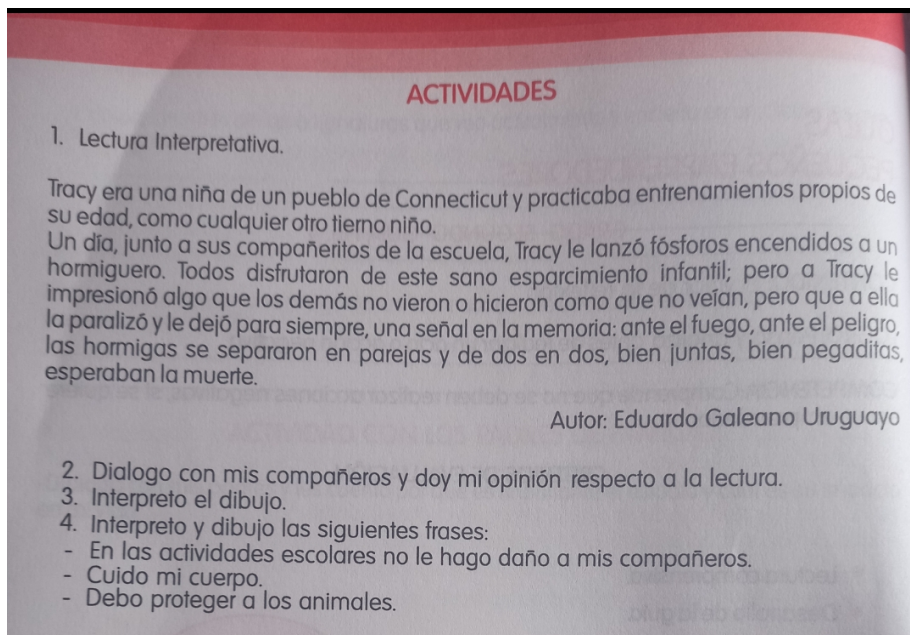 ACTIVIDADES
1. Lectura Interpretativa.
Tracy era una niña de un pueblo de Connecticut y practicaba entrenamientos propios de
su edad, como cualquier otro tierno niño.
Un día, junto a sus compañeritos de la escuela, Tracy le lanzó fósforos encendidos a un
hormiguero. Todos disfrutaron de este sano esparcimiento infantil; pero a Tracy le
impresionó algo que los demás no vieron o hicieron como que no veían, pero que a ella
la paralizó y le dejó para siempre, una señal en la memoria: ante el fuego, ante el peligro,
las hormigas se separaron en parejas y de dos en dos, bien juntas, bien pegaditas,
esperaban la muerte.
Autor: Eduardo Galeano Uruguayo
2. Dialogo con mis compañeros y doy mi opinión respecto a la lectura.
3. Interpreto el dibujo.
4. Interpreto y dibujo las siguientes frases:
- En las actividades escolares no le hago daño a mis compañeros.
- Cuido mi cuerpo.
- Debo proteger a los animales.